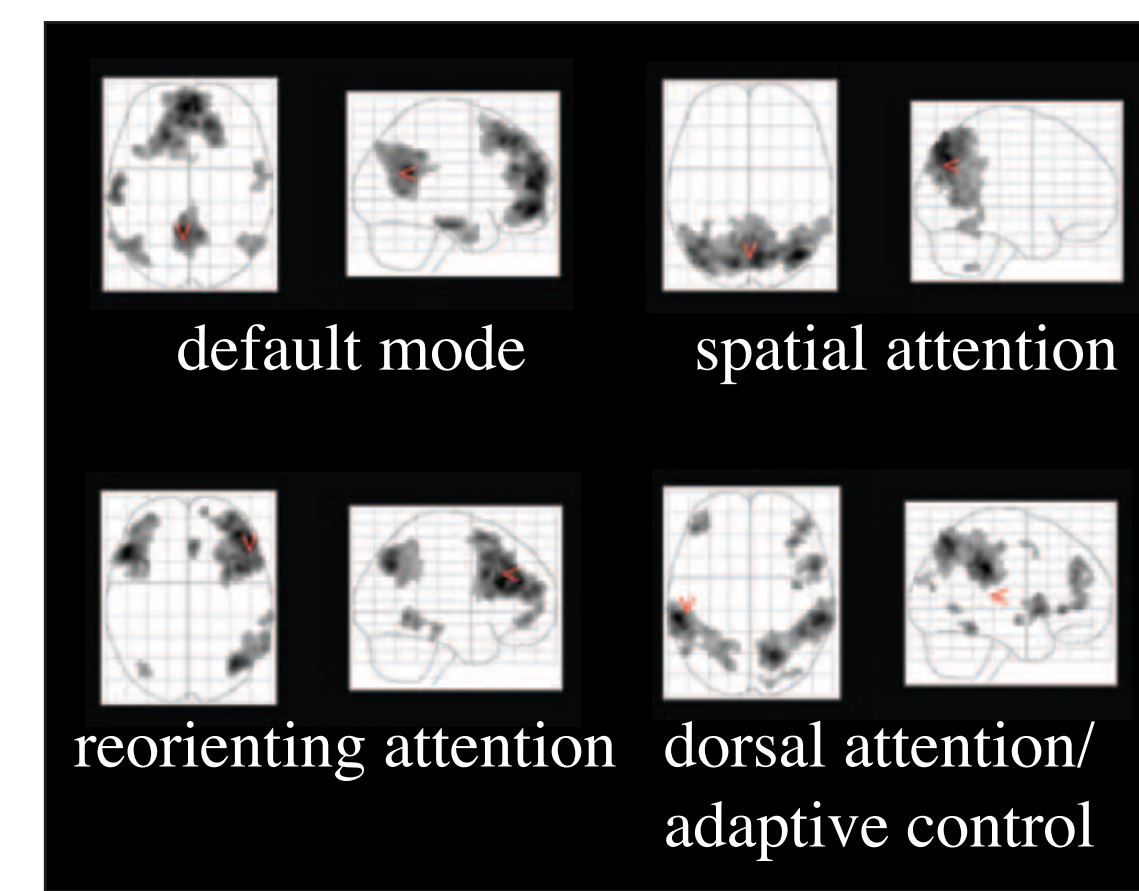 default mode
spatial attention
reorienting attention
dorsal attention/
adaptive control